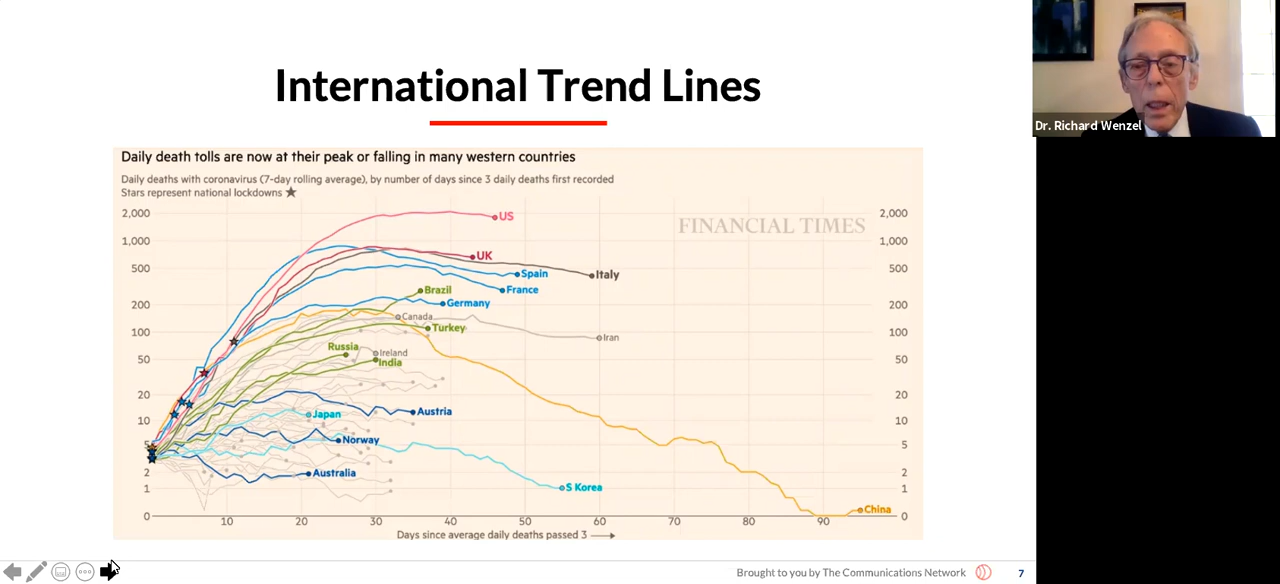 International Trend Lines
Dr. Richard Wenzel
Daily death tolls are now at their peak or falling in many western countries
Daily deaths with coronavirus (7-day rolling average), by number of days since 3 daily deaths first recorded
Stars represent national lockdowns ★
FINANCIAL TIMES
2,000 2,000
1,000 1,000
500 500
200 200
100 100
50 50
20 20
10 10
5 5
2 2
1 1
0 0
US
UK
Spain
Italy
France
Brazil
Germany
Canada
Turkey
Iran
Russia
Ireland
India
Austria
Japan
Norway
Australia
S Korea
China
10 20 30 40 50 60 70 80 90
Days since average daily deaths passed 3
Brought to you by The Communications Network
7